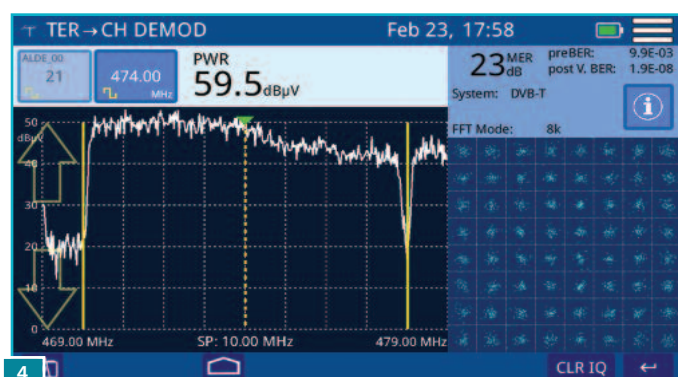 TER→CH DEMOD Feb 23, 17:58
ALDE_00
21
474.00
MHz
PWR
59.5dBµV
23 MER dB
preBER: 9.9E-03
post V. BER: 1.9E-08
System: DVB-T
FFT Mode: 8k
50
dBµV
40
30
20
10
0
469.00 MHz SP: 10.00 MHz 479.00 MHz
4
CLR IQ